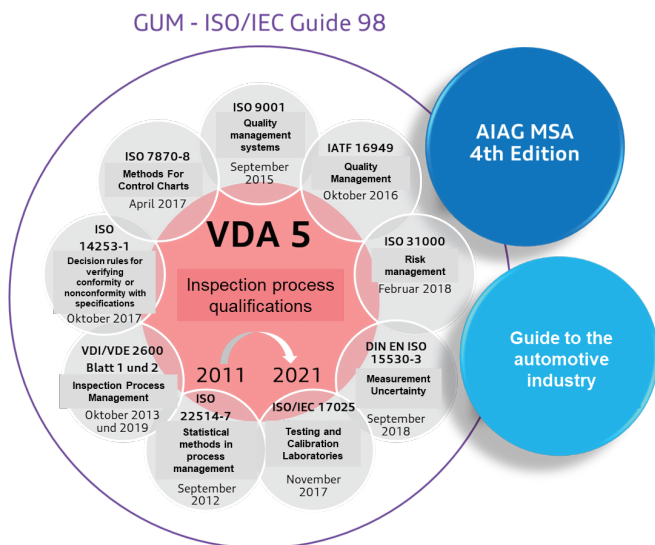 GUM - ISO/IEC Guide 98
AIAG MSA
4th Edition
ISO 9001
Quality
management
systems
September
2015
IATF 16949
Quality
Management
Oktober 2016
ISO 7870-8
Methods For
Control Charts
April 2017
VDA 5
Inspection process
qualifications
2011
2021
ISO 31000
Risk
management
Februar 2018
ISO
14253-1
Decision rules for
verifying
conformity or
nonconformity with
specifications
Oktober 2017
Guide to the
automotive
industry
VDI/VDE 2600
Blatt 1 und 2
Inspection Process
Management
Oktober 2013
und 2019
DIN EN ISO
15530-3
Measurement
Uncertainty
September
2018
ISO
22514-7
Statistical
methods in
process
management
September
2012
ISO/IEC 17025
Testing and
Calibration
Laboratories
November
2017